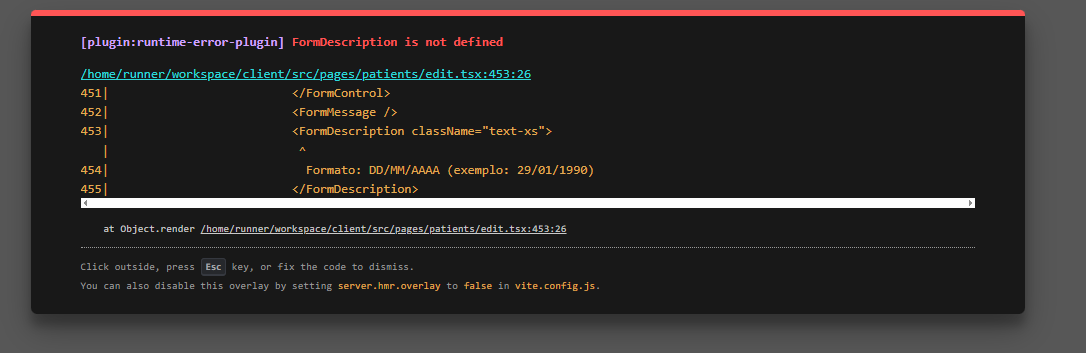 [plugin:runtime-error-plugin] FormDescription is not defined
/home/runner/workspace/client/src/pages/patients/edit.tsx:453:26
451|                          </FormControl>
452|                          <FormMessage />
453|                          <FormDescription className="text-xs">
   |                           ^
454|                            Formato: DD/MM/AAAA (exemplo: 29/01/1990)
455|                          </FormDescription>
at Object.render /home/runner/workspace/client/src/pages/patients/edit.tsx:453:26
Click outside, press Esc key, or fix the code to dismiss.
You can also disable this overlay by setting server.hmr.overlay to false in vite.config.js.